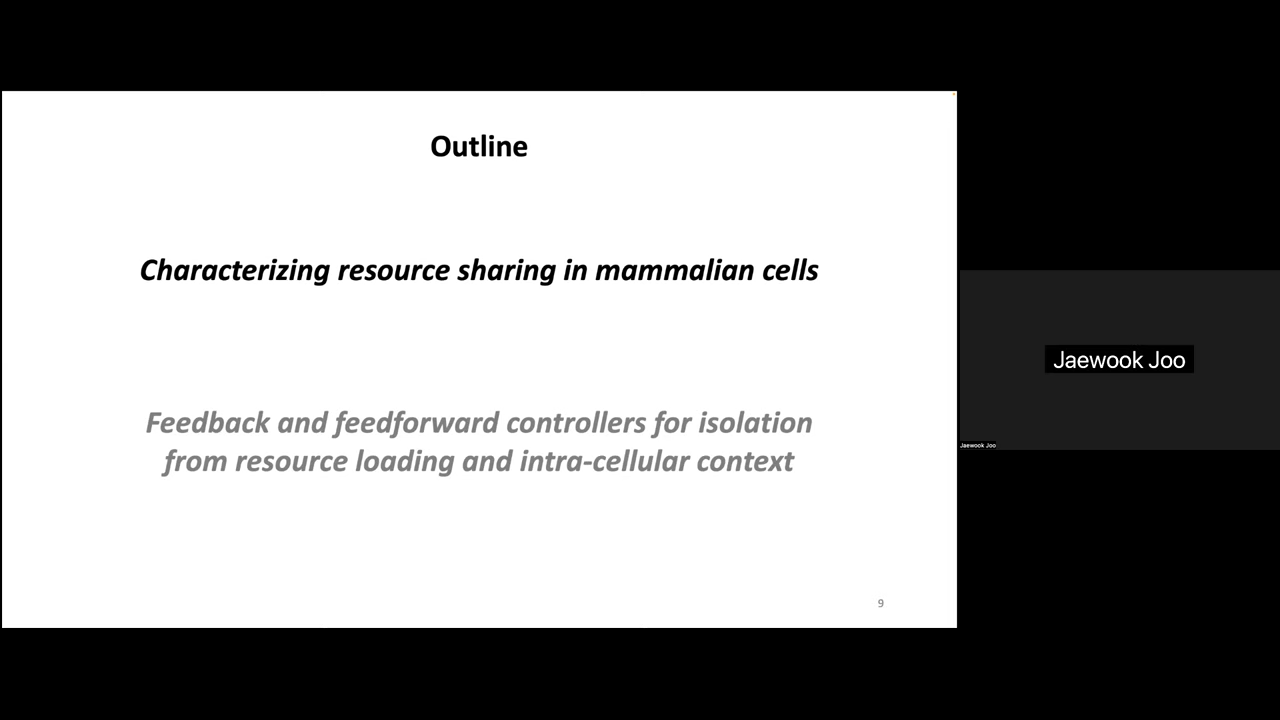 Outline
Characterizing resource sharing in mammalian cells
Feedback and feedforward controllers for isolation
from resource loading and intra-cellular context
9
Jaewook Joo
Jaewook Joo